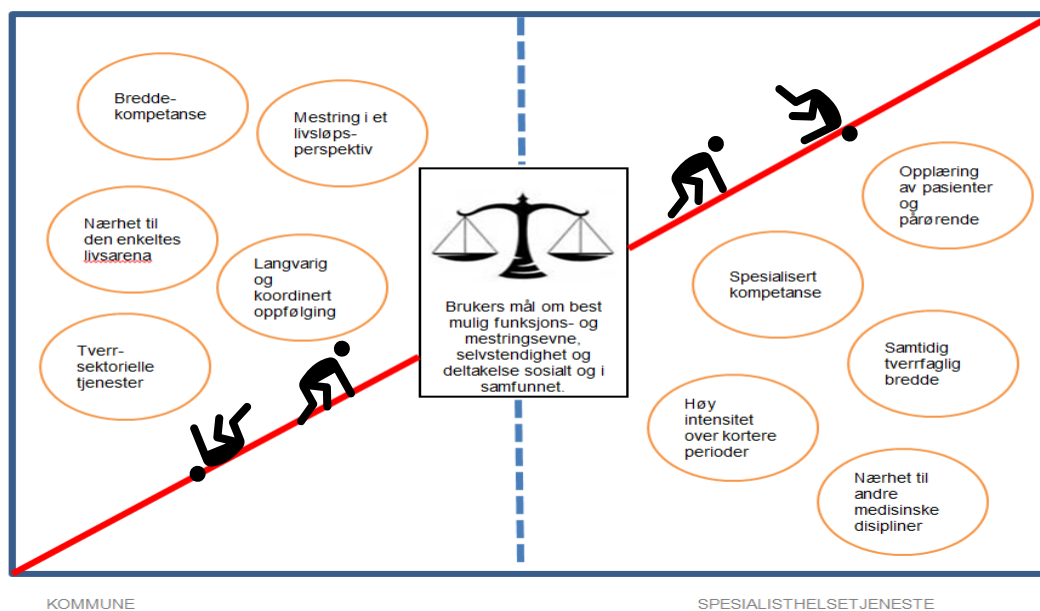 Bredde-
kompetanse
Mestring i et
livsløps-
perspektiv
Nærhet til
den enkeltes
livsarena
Langvarig
og
koordinert
oppfølging
Tverr-
sektorielle
tjenester
Brukers mål om best
mulig funksjons- og
mestringsevne,
selvstendighet og
deltakelse sosialt og i
samfunnet.
Opplæring
av pasienter
og
pårørende
Spesialisert
kompetanse
Samtidig
tverrfaglig
bredde
Høy
intensitet
over kortere
perioder
Nærhet til
andre
medisinske
disipliner
KOMMUNE
SPESIALISTHELSETJENESTE